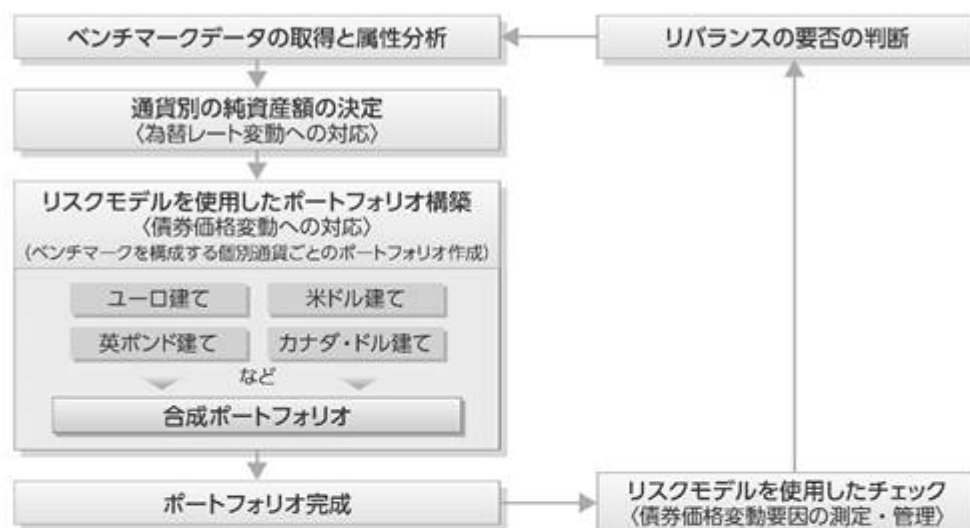 ベンチマークデータの取得と属性分析
リバランスの要否の判断
通貨別の純資産額の決定
〈為替レート変動への対応〉
リスクモデルを使用したポートフォリオ構築
〈債券価格変動への対応〉
(ベンチマークを構成する個別通貨ごとのポートフォリオ作成)
ユーロ建て
米ドル建て
英ポンド建て
カナダ・ドル建て
など
合成ポートフォリオ
ポートフォリオ完成
リスクモデルを使用したチェック
〈債券価格変動要因の測定・管理〉